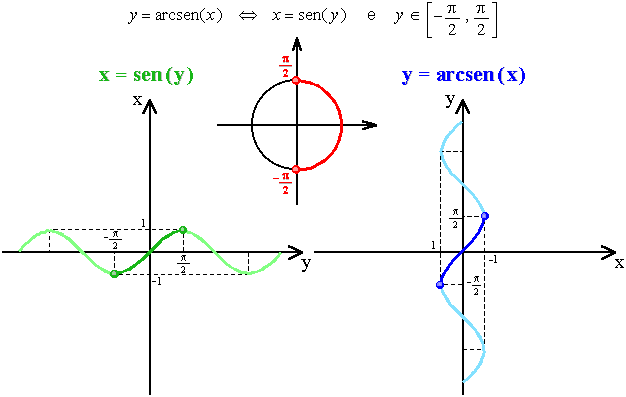 y = arcsen(x) ⇔ x = sen(y) e y ∈ [-π/2 , π/2]
x = sen(y)
y = arcsen(x)
π/2
-π/2
x
1
-π/2
π/2
-1
y
y
π/2
1
-1
-π/2
x